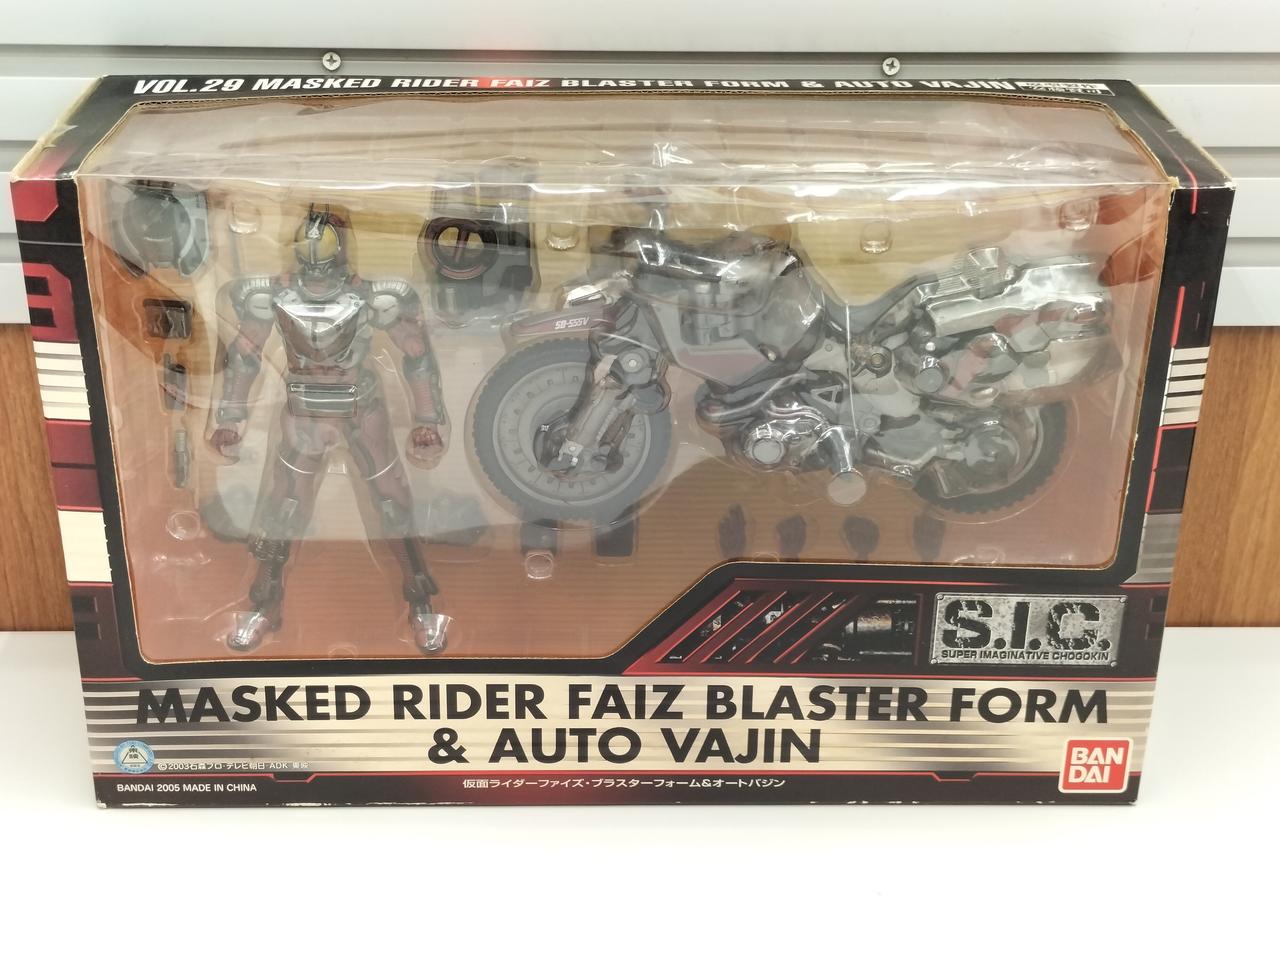 VOL.29 MASKED RIDER FAIZ BLASTER FORM & AUTO VAJIN
SB-555V
S.I.C.
SUPER IMAGINATIVE CHOGOKIN
MASKED RIDER FAIZ BLASTER FORM
& AUTO VAJIN
©2003石森プロ・テレビ朝日・ADK・東映
BANDAI 2005 MADE IN CHINA
仮面ライダーファイズ・ブラスターフォーム&オートバジン
BAN
DAI